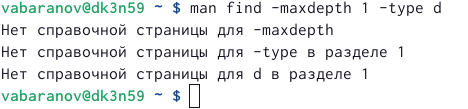 vabaranov@dk3n59 ~ $ man find -maxdepth 1 -type d
Нет справочной страницы для -maxdepth
Нет справочной страницы для -type в разделе 1
Нет справочной страницы для d в разделе 1
vabaranov@dk3n59 ~ $